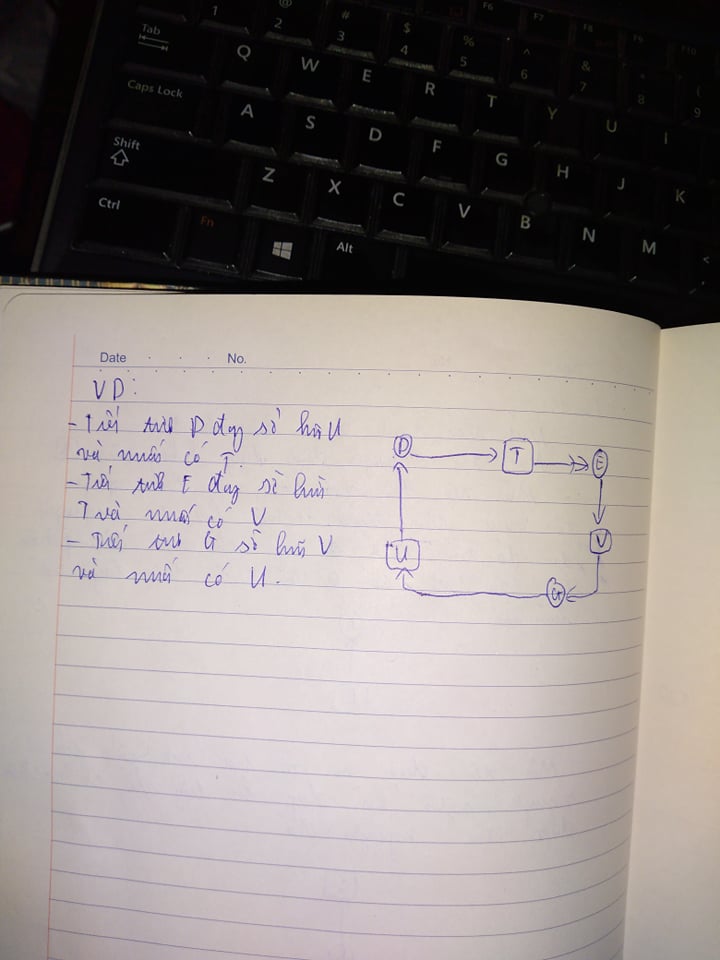 F6
F7
F8
F9
F10
1
@
2
#
3
$
4
%
5
^
6
&
7
*
8
(
9
Tab
Q
W
E
R
T
Y
U
I
Caps Lock
A
S
D
F
G
H
J
K
Shift
Z
X
C
V
B
N
M
<
Ctrl
Fn
Alt
Date . . . No.
VD:
- Tiến trình D đang sở hữu U
và muốn có T.
- Tiến trình E đang sở hữu
T và muốn có V
- Tiến trình G sở hữu V
và muốn có U.
D
T
E
U
V
G